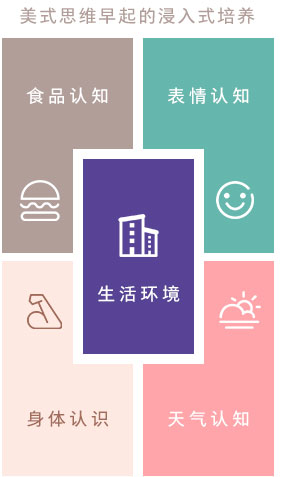 美式思维早起的浸入式培养
食品认知
表情认知
生活环境
身体认识
天气认知